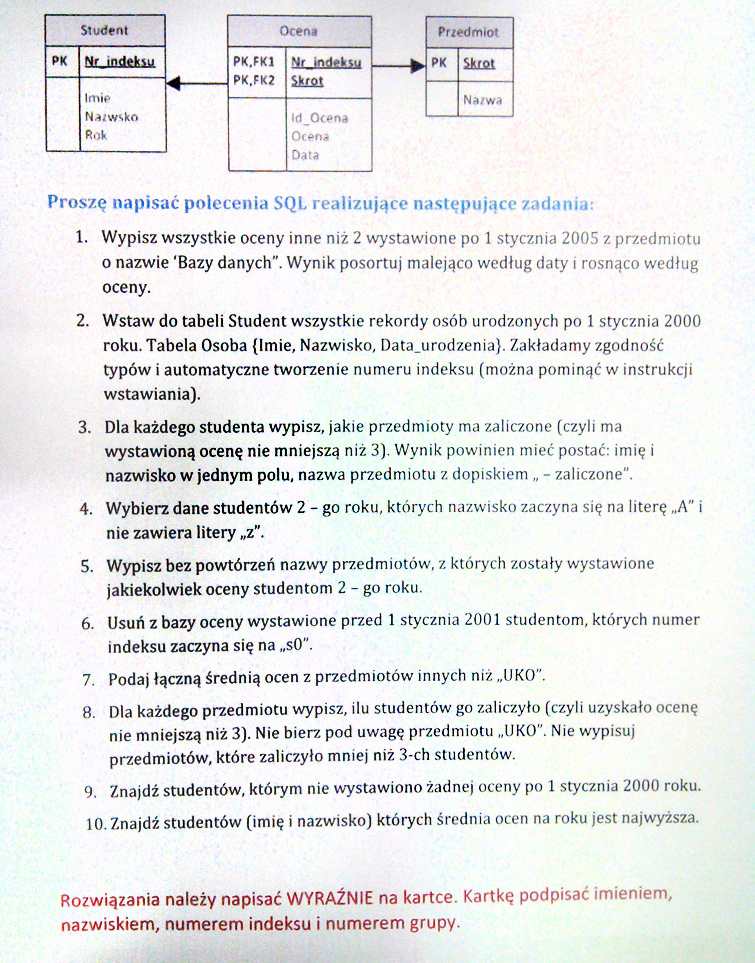 Student
PK Nr_indeksu
Imie
Nazwsko
Rok
Ocena
PK,FK1 Nr_indeksu
PK,FK2 Skrot
Id_Ocena
Ocena
Data
Przedmiot
PK Skrot
Nazwa
Proszę napisać polecenia SQL realizujące następujące zadania:
1. Wypisz wszystkie oceny inne niż 2 wystawione po 1 stycznia 2005 z przedmiotu
o nazwie ‘Bazy danych”. Wynik posortuj malejąco według daty i rosnąco według
oceny.
2. Wstaw do tabeli Student wszystkie rekordy osób urodzonych po 1 stycznia 2000
roku. Tabela Osoba {Imie, Nazwisko, Data_urodzenia}. Zakładamy zgodność
typów i automatyczne tworzenie numeru indeksu (można pominąć w instrukcji
wstawiania).
3. Dla każdego studenta wypisz, jakie przedmioty ma zaliczone (czyli ma
wystawioną ocenę nie mniejszą niż 3). Wynik powinien mieć postać: imię i
nazwisko w jednym polu, nazwa przedmiotu z dopiskiem „ – zaliczone”.
4. Wybierz dane studentów 2 – go roku, których nazwisko zaczyna się na literę „A” i
nie zawiera litery „z”.
5. Wypisz bez powtórzeń nazwy przedmiotów, z których zostały wystawione
jakiekolwiek oceny studentom 2 – go roku.
6. Usuń z bazy oceny wystawione przed 1 stycznia 2001 studentom, których numer
indeksu zaczyna się na „s0”.
7. Podaj łączną średnią ocen z przedmiotów innych niż „UKO”.
8. Dla każdego przedmiotu wypisz, ilu studentów go zaliczyło (czyli uzyskało ocenę
nie mniejszą niż 3). Nie bierz pod uwagę przedmiotu „UKO”. Nie wypisuj
przedmiotów, które zaliczyło mniej niż 3-ch studentów.
9. Znajdź studentów, którym nie wystawiono żadnej oceny po 1 stycznia 2000 roku.
10. Znajdź studentów (imię i nazwisko) których średnia ocen na roku jest najwyższa.
Rozwiązania należy napisać WYRAŹNIE na kartce. Kartkę podpisać imieniem,
nazwiskiem, numerem indeksu i numerem grupy.